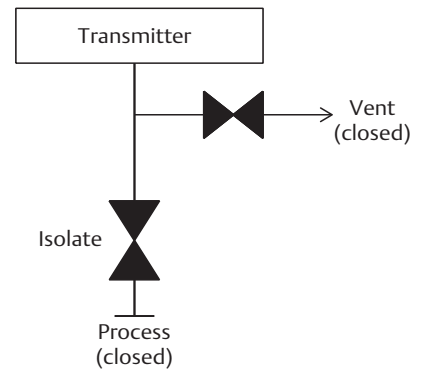 Transmitter
Vent
(closed)
Isolate
Process
(closed)